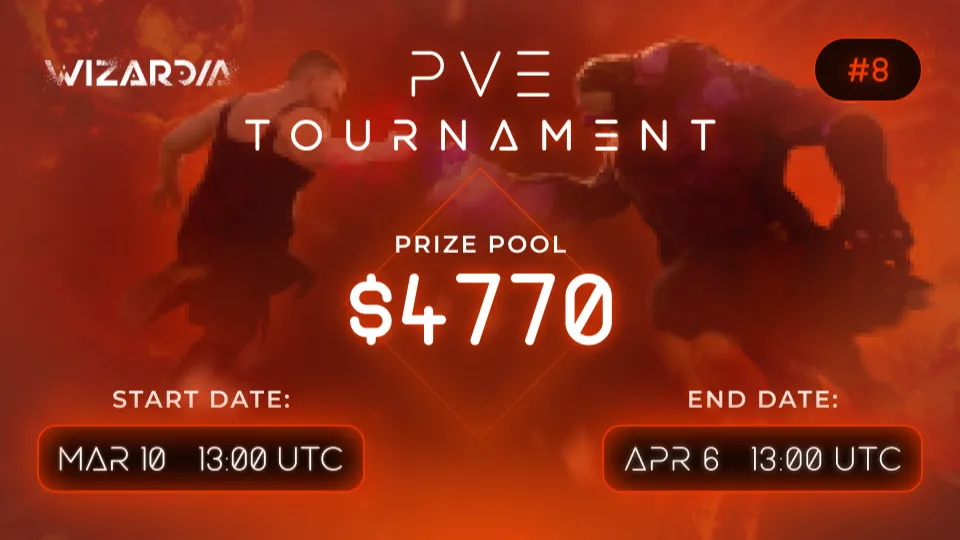 WIZARDIA
PVE
TOURNAMENT
#8
PRIZE POOL
$4770
START DATE:
MAR 10 13:00 UTC
END DATE:
APR 6 13:00 UTC